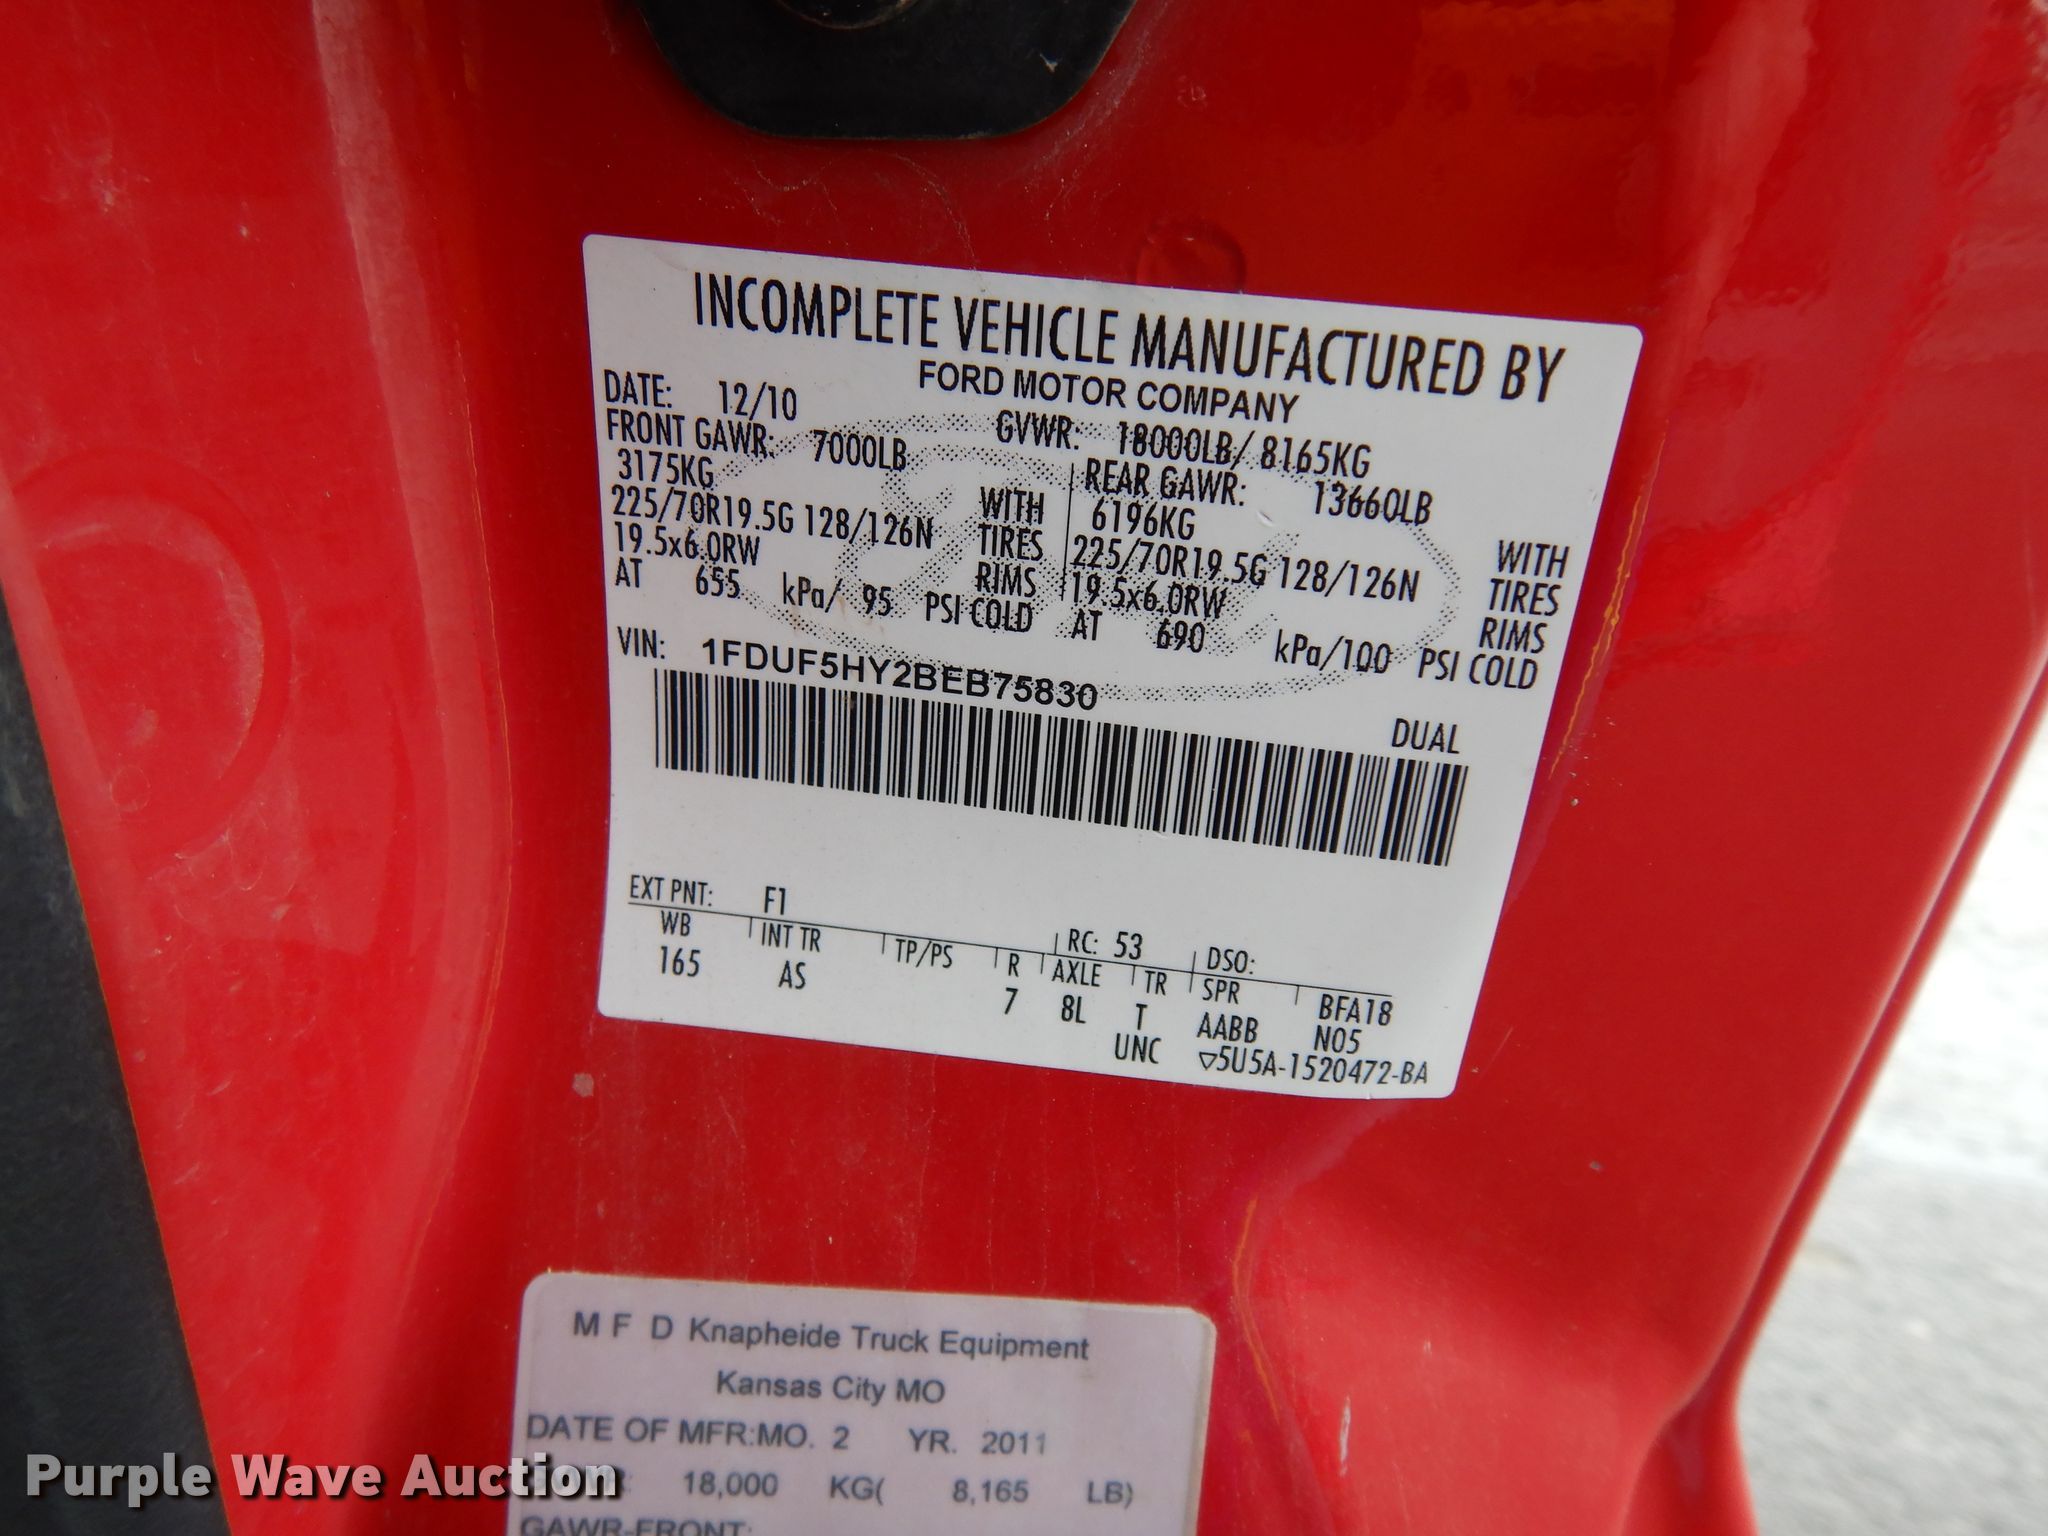 INCOMPLETE VEHICLE MANUFACTURED BY
FORD MOTOR COMPANY
DATE: 12/10 GVWR: 18000LB/ 8165KG
FRONT GAWR: 7000LB REAR GAWR: 13660LB
3175KG WITH 6196KG WITH
225/70R19.5G 128/126N TIRES 225/70R19.5G 128/126N TIRES
19.5x6.0RW RIMS 19.5x6.0RW RIMS
AT 655 kPa/ 95 PSI COLD AT 690 kPa/100 PSI COLD
VIN: 1FDUF5HY2BEB75830
DUAL
EXT PNT: F1 RC: 53 DSO:
WB INT TR TP/PS R AXLE TR SPR BFA18
165 AS 7 8L T AABB N05
UNC ▽5U5A-1520472-BA
M F D Knapheide Truck Equipment
Kansas City MO
DATE OF MFR:MO. 2 YR. 2011
18,000 KG( 8,165 LB)
GAWR-FRONT:
Purple Wave Auction